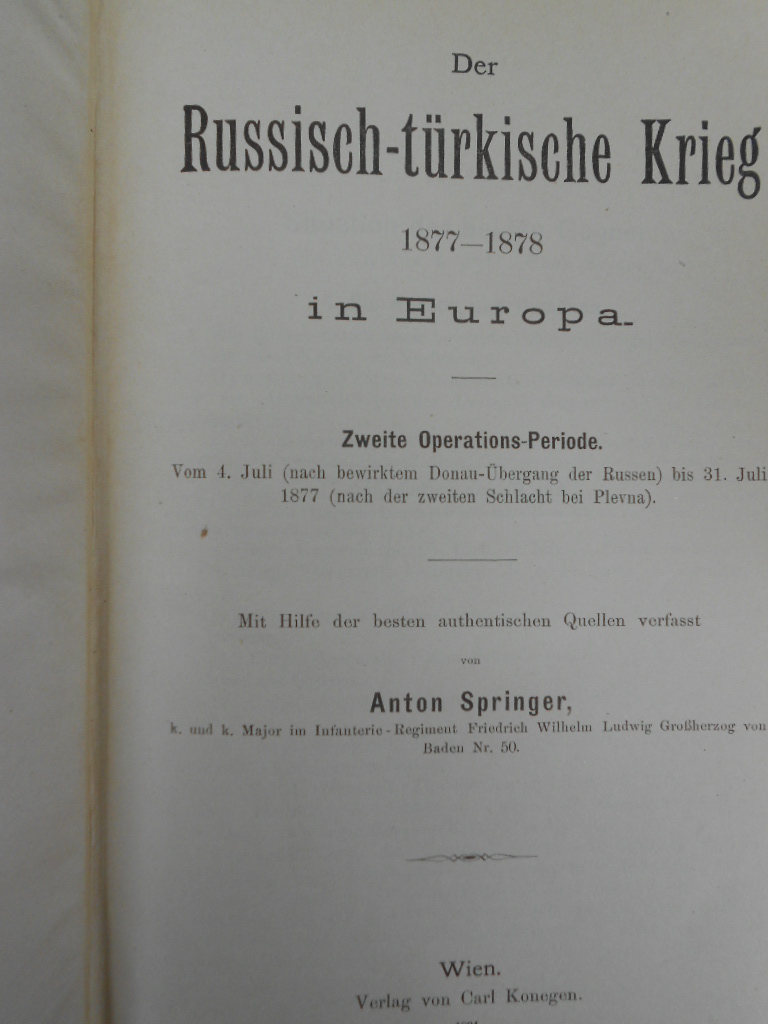 Der
Russisch-türkische Krieg
1877—1878
in Europa.
Zweite Operations-Periode.
Vom 4. Juli (nach bewirktem Donau-Übergang der Russen) bis 31. Juli
1877 (nach der zweiten Schlacht bei Plevna).
Mit Hilfe der besten authentischen Quellen verfasst
von
Anton Springer,
k. und k. Major im Infanterie-Regiment Friedrich Wilhelm Ludwig Großherzog von
Baden Nr. 50.
Wien.
Verlag von Carl Konegen.